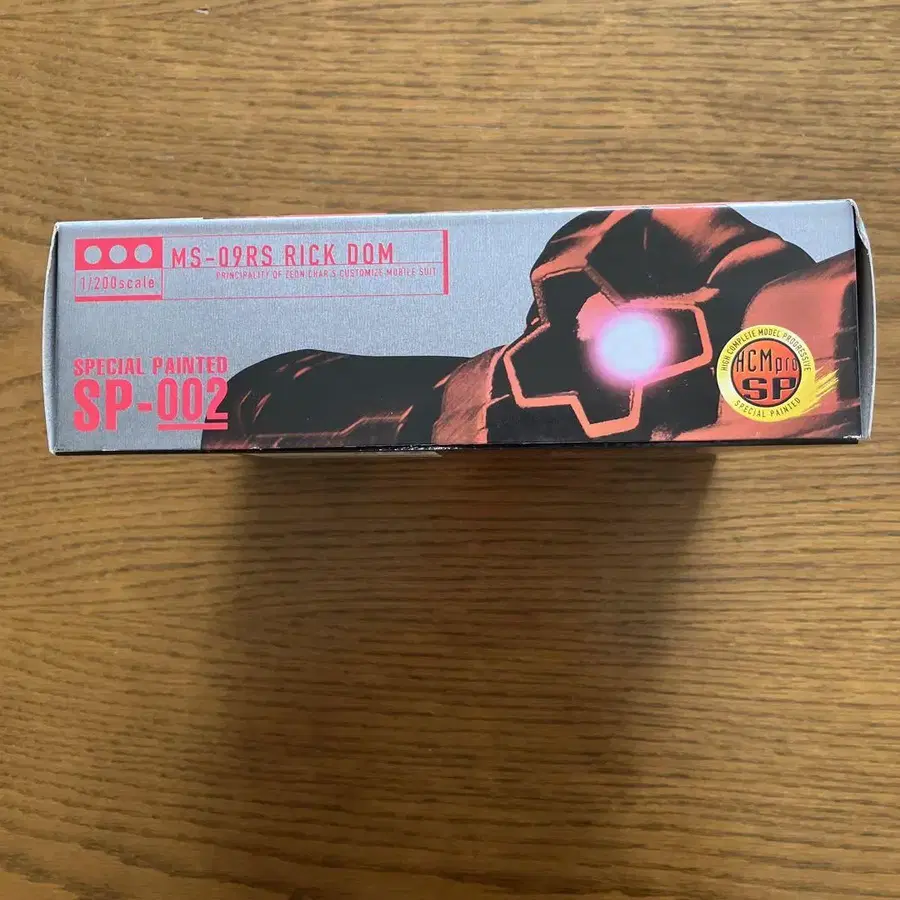 MS-09RS RICK DOM
PRINCIPALITY OF ZEON CHAR'S CUSTOMIZE MOBILE SUIT
1/200scale
SPECIAL PAINTED
SP-002
HIGH COMPLETE MODEL PROGRESSIVE
HCMpro
SP
SPECIAL PAINTED